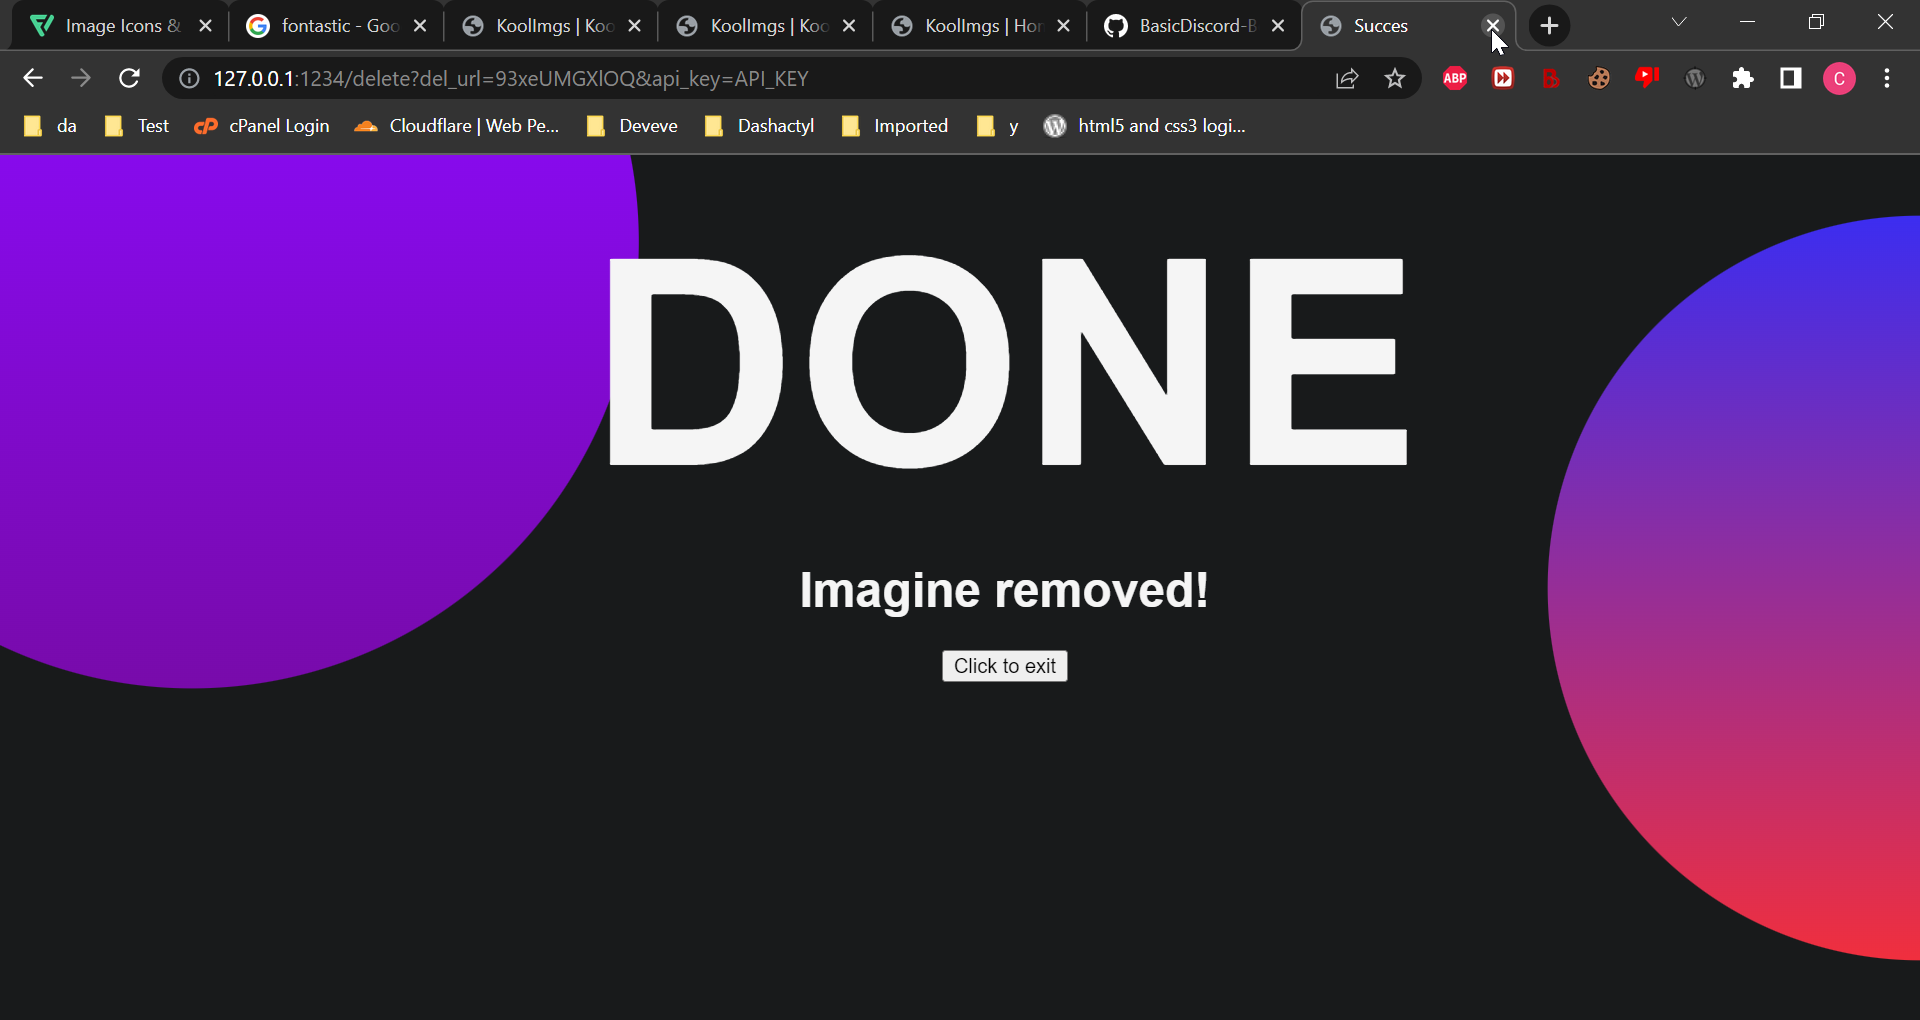 Image Icons & fontastic - Goo KoolImgs | Koo KoolImgs | Koo KoolImgs | Hor BasicDiscord-B Succes
127.0.0.1:1234/delete?del_url=93xeUMGXlOQ&api_key=API_KEY ABP C
da Test cP cPanel Login Cloudflare | Web Pe... Deveve Dashactyl Imported y html5 and css3 logi...
DONE
Imagine removed!
Click to exit